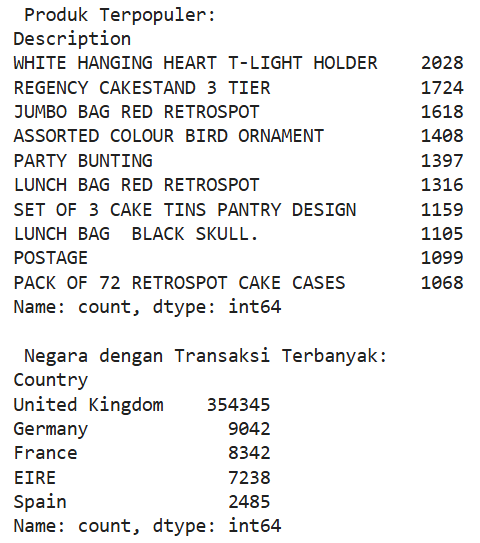 Produk Terpopuler:
Description
WHITE HANGING HEART T-LIGHT HOLDER    2028
REGENCY CAKESTAND 3 TIER              1724
JUMBO BAG RED RETROSPOT               1618
ASSORTED COLOUR BIRD ORNAMENT         1408
PARTY BUNTING                         1397
LUNCH BAG RED RETROSPOT               1316
SET OF 3 CAKE TINS PANTRY DESIGN      1159
LUNCH BAG  BLACK SKULL.               1105
POSTAGE                               1099
PACK OF 72 RETROSPOT CAKE CASES       1068
Name: count, dtype: int64
Negara dengan Transaksi Terbanyak:
Country
United Kingdom    354345
Germany             9042
France              8342
EIRE                7238
Spain               2485
Name: count, dtype: int64